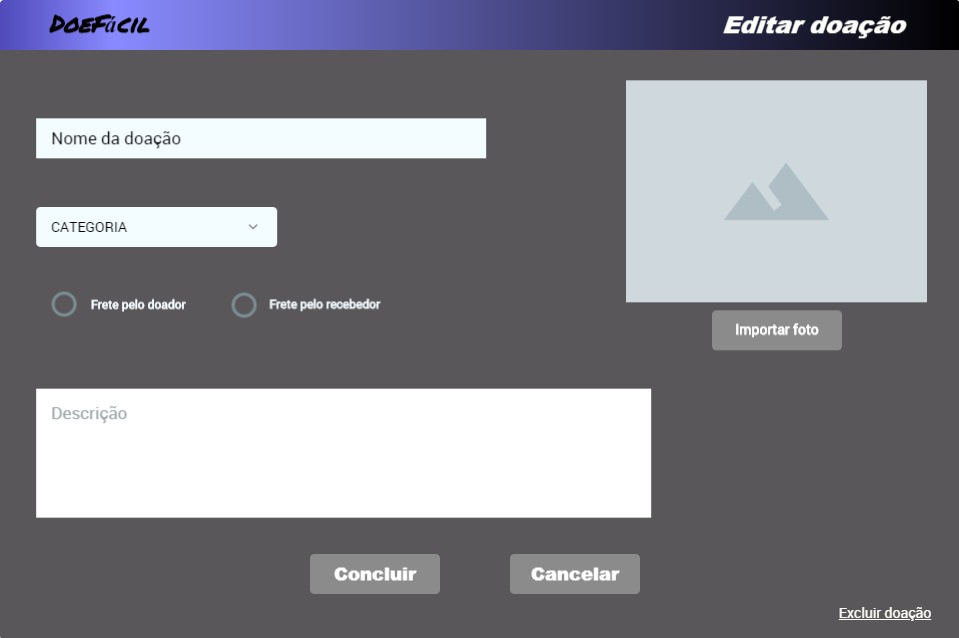 DoeFácil
Editar doação
Nome da doação
CATEGORIA
Frete pelo doador
Frete pelo recebedor
Importar foto
Descrição
Concluir
Cancelar
Excluir doação